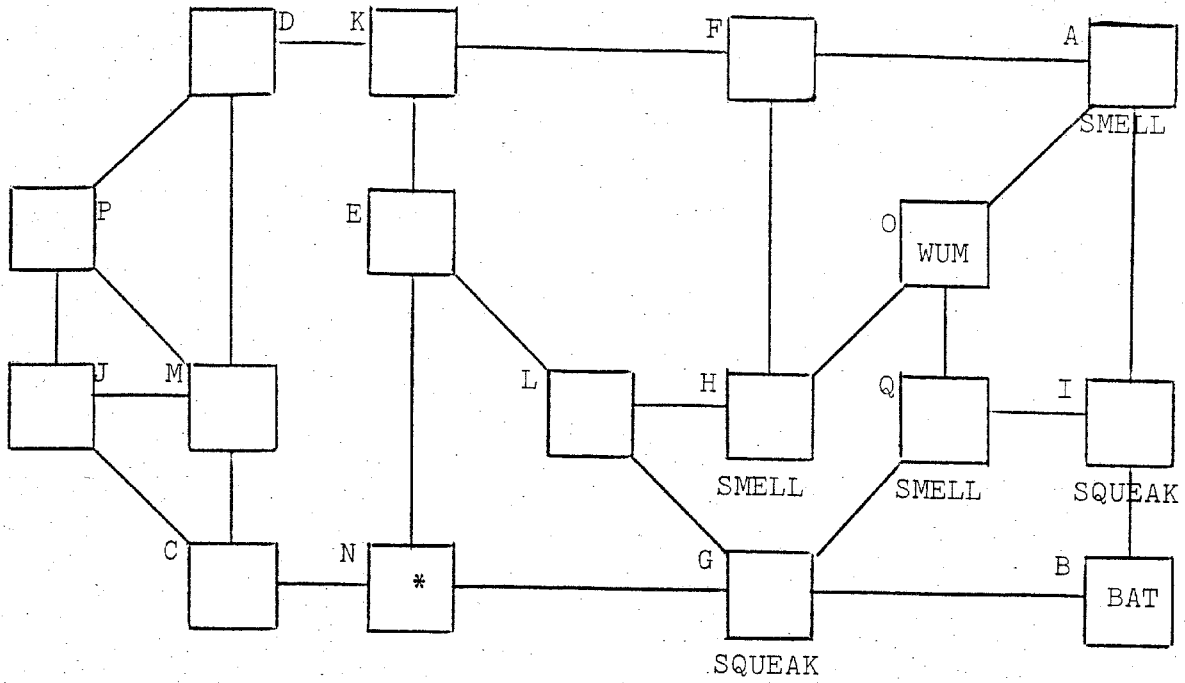 D K F A
SMELL
P E O
WUM
J M L H Q I
SMELL SMELL SQUEAK
C N * G B
BAT
SQUEAK